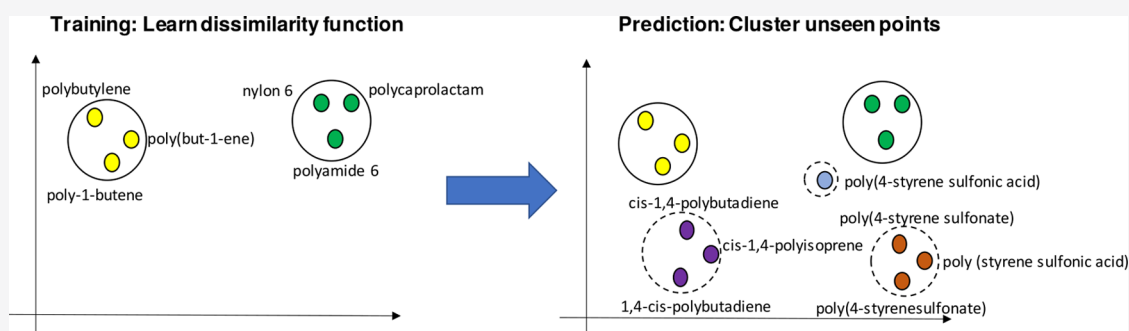 Training: Learn dissimilarity function
polybutylene
poly(but-1-ene)
poly-1-butene
nylon 6
polycaprolactam
polyamide 6
Prediction: Cluster unseen points
poly(4-styrene sulfonic acid)
cis-1,4-polybutadiene
cis-1,4-polyisoprene
1,4-cis-polybutadiene
poly(4-styrene sulfonate)
poly (styrene sulfonic acid)
poly(4-styrenesulfonate)